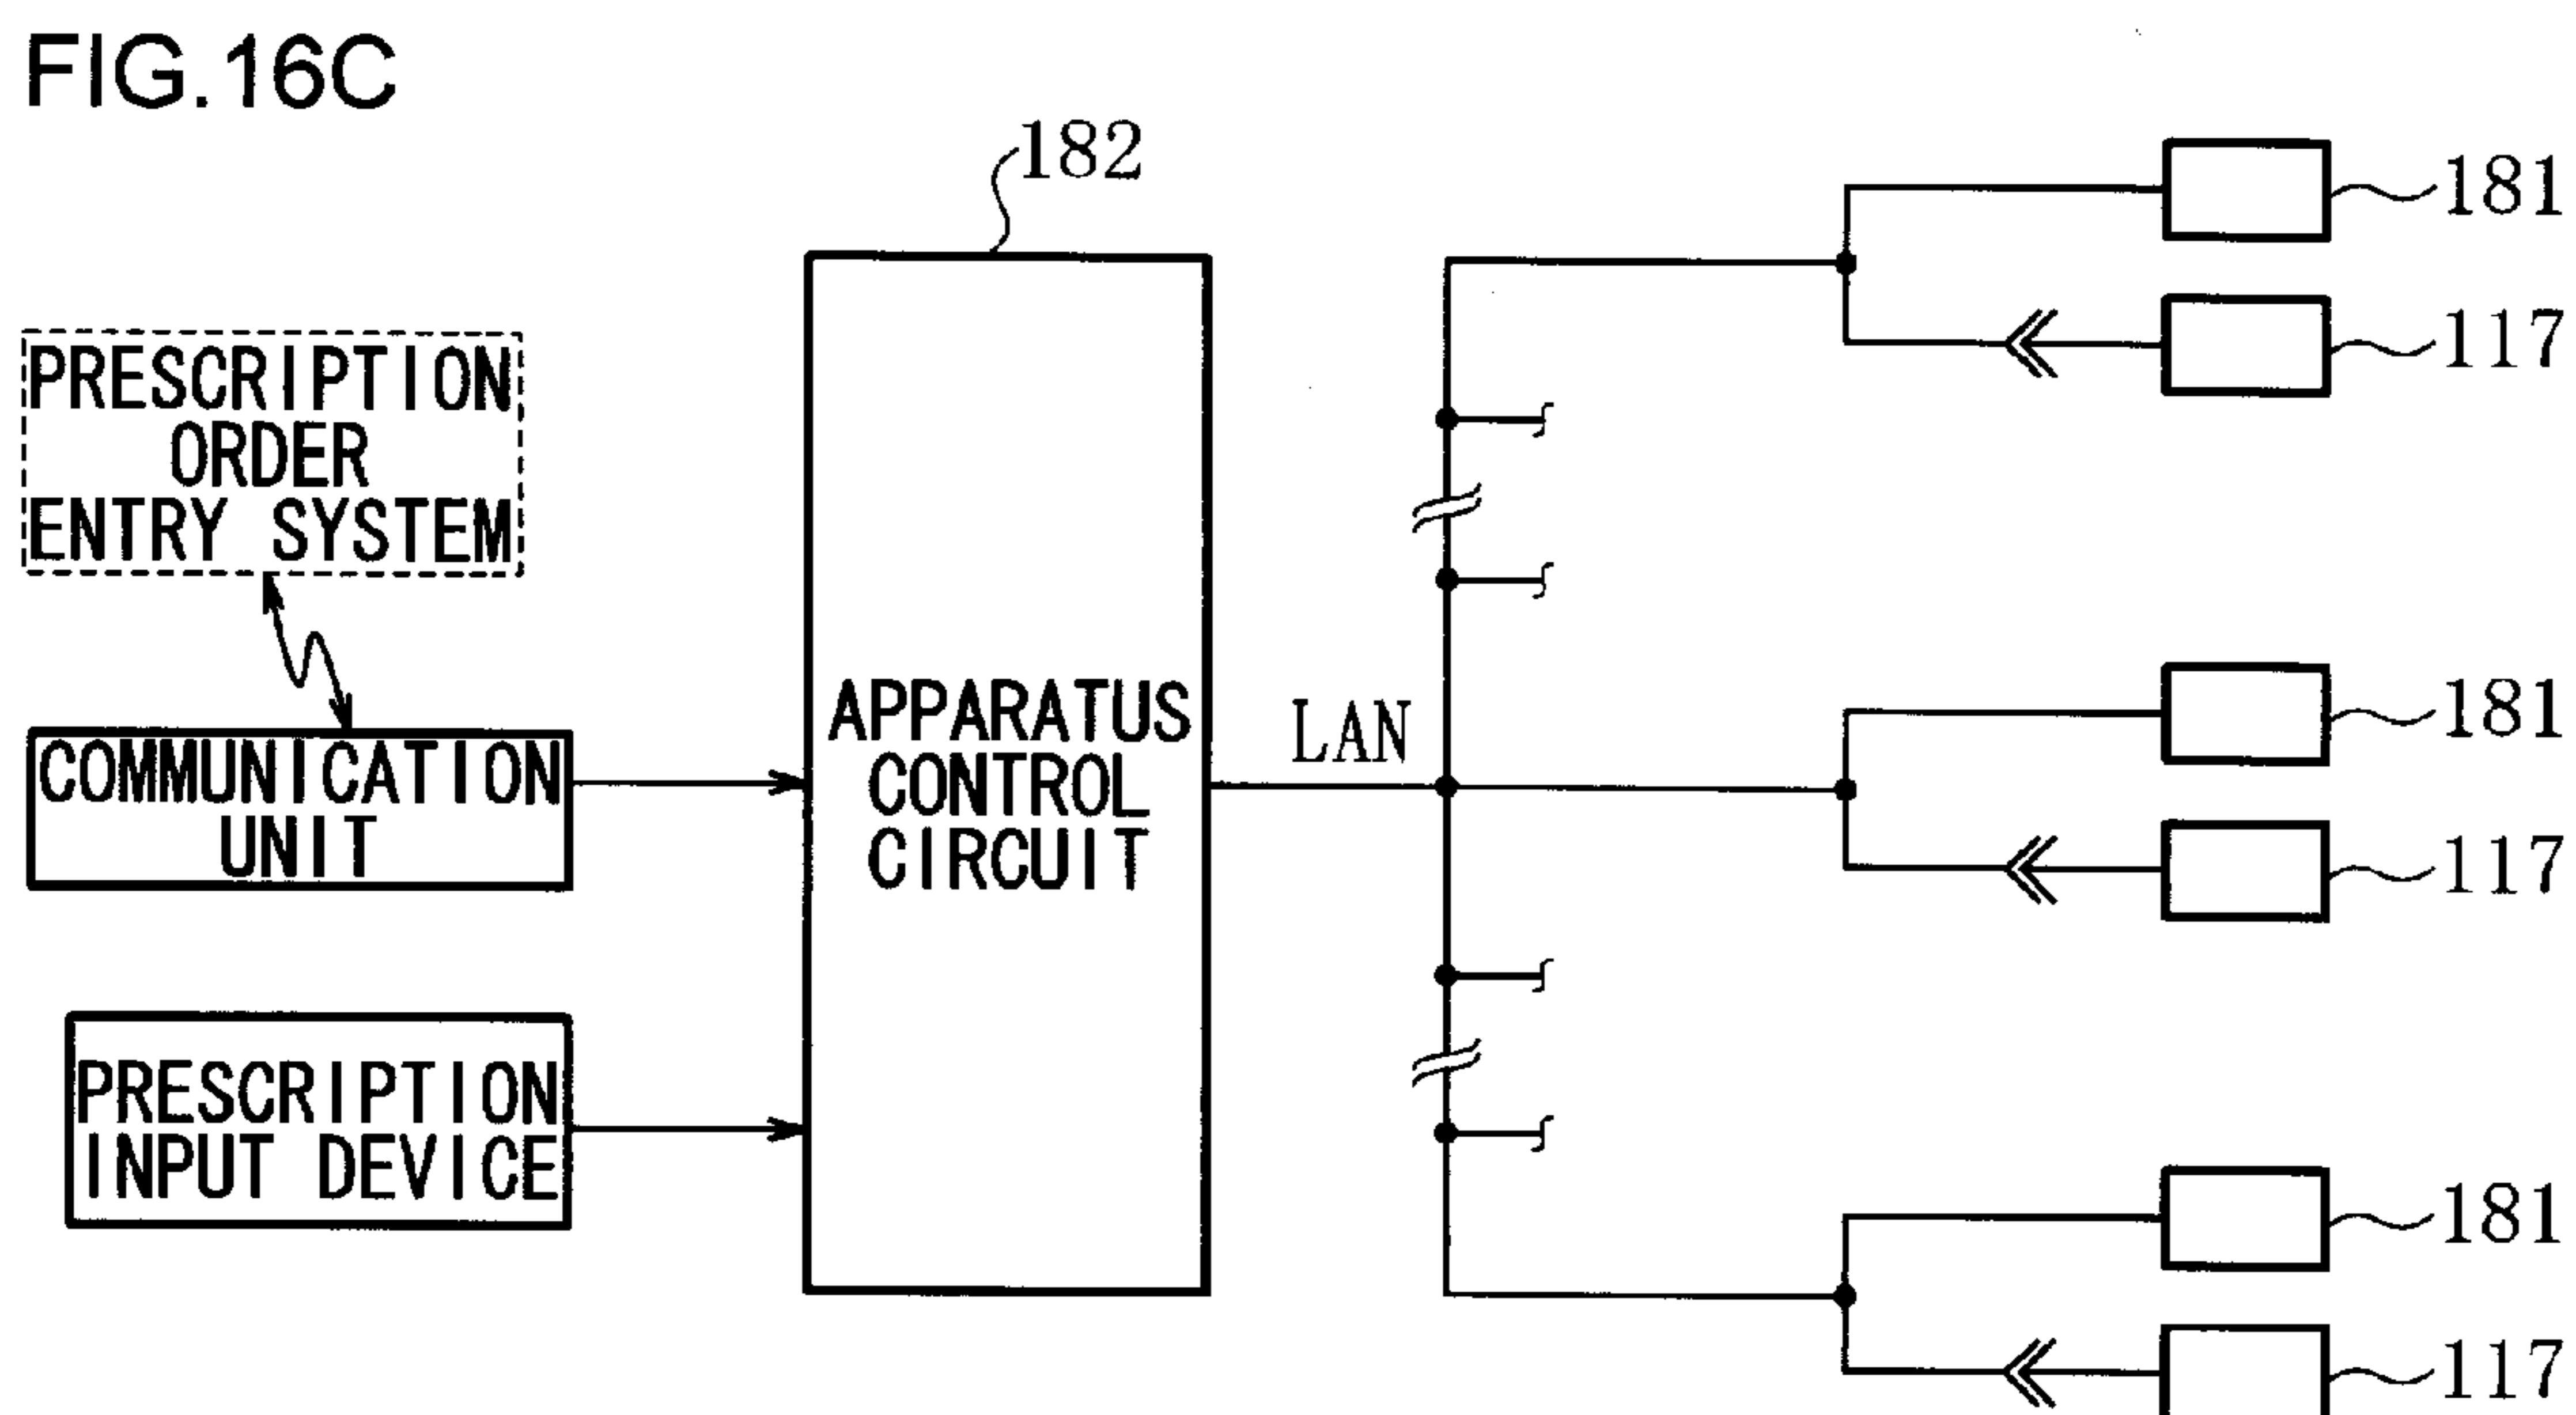 FIG.16C
182
181
117
PRESCRIPTION
ORDER
ENTRY SYSTEM
COMMUNICATION
UNIT
PRESCRIPTION
INPUT DEVICE
APPARATUS
CONTROL
CIRCUIT
LAN
181
117
181
117